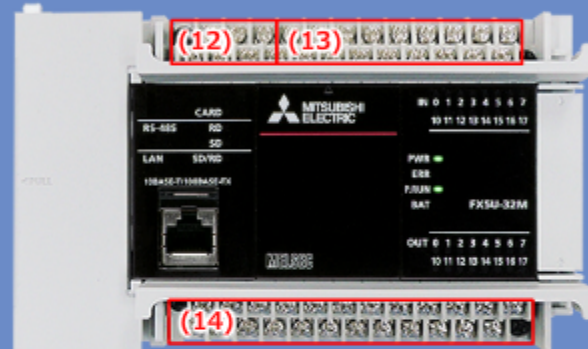 (12) (13)
CARD
RS-485 RD
SD
LAN SD/RD
10BASE-T/100BASE-TX
MITSUBISHI
ELECTRIC
IN 0 1 2 3 4 5 6 7
10 11 12 13 14 15 16 17
PWR
ERR
P.RUN
BAT
FX5U-32M
OUT 0 1 2 3 4 5 6 7
10 11 12 13 14 15 16 17
MELSEC
PULL
(14)